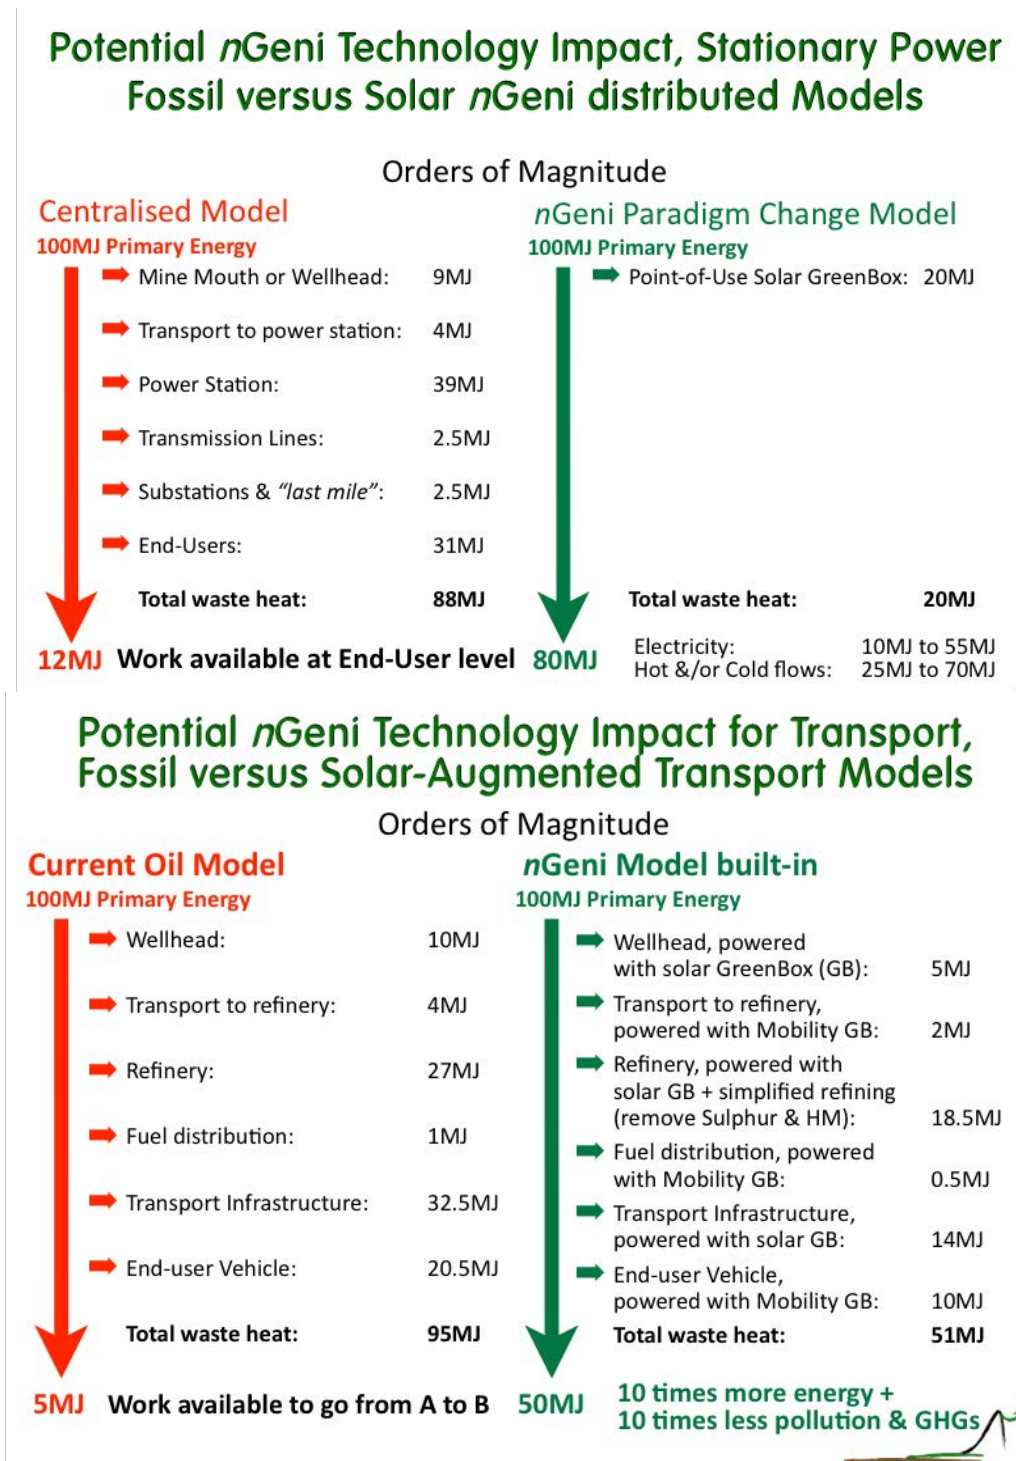 Potential nGeni Technology Impact, Stationary Power
Fossil versus Solar nGeni distributed Models
Orders of Magnitude
Centralised Model
100MJ Primary Energy
Mine Mouth or Wellhead: 9MJ
Transport to power station: 4MJ
Power Station: 39MJ
Transmission Lines: 2.5MJ
Substations & “last mile”: 2.5MJ
End-Users: 31MJ
Total waste heat: 88MJ
12MJ Work available at End-User level
nGeni Paradigm Change Model
100MJ Primary Energy
Point-of-Use Solar GreenBox: 20MJ
Total waste heat: 20MJ
80MJ
Electricity: 10MJ to 55MJ
Hot &/or Cold flows: 25MJ to 70MJ
Potential nGeni Technology Impact for Transport,
Fossil versus Solar-Augmented Transport Models
Orders of Magnitude
Current Oil Model
100MJ Primary Energy
Wellhead: 10MJ
Transport to refinery: 4MJ
Refinery: 27MJ
Fuel distribution: 1MJ
Transport Infrastructure: 32.5MJ
End-user Vehicle: 20.5MJ
Total waste heat: 95MJ
5MJ Work available to go from A to B
nGeni Model built-in
100MJ Primary Energy
Wellhead, powered
with solar GreenBox (GB): 5MJ
Transport to refinery,
powered with Mobility GB: 2MJ
Refinery, powered with
solar GB + simplified refining
(remove Sulphur & HM): 18.5MJ
Fuel distribution, powered
with Mobility GB: 0.5MJ
Transport Infrastructure,
powered with solar GB: 14MJ
End-user Vehicle,
powered with Mobility GB: 10MJ
Total waste heat: 51MJ
50MJ
10 times more energy +
10 times less pollution & GHGs